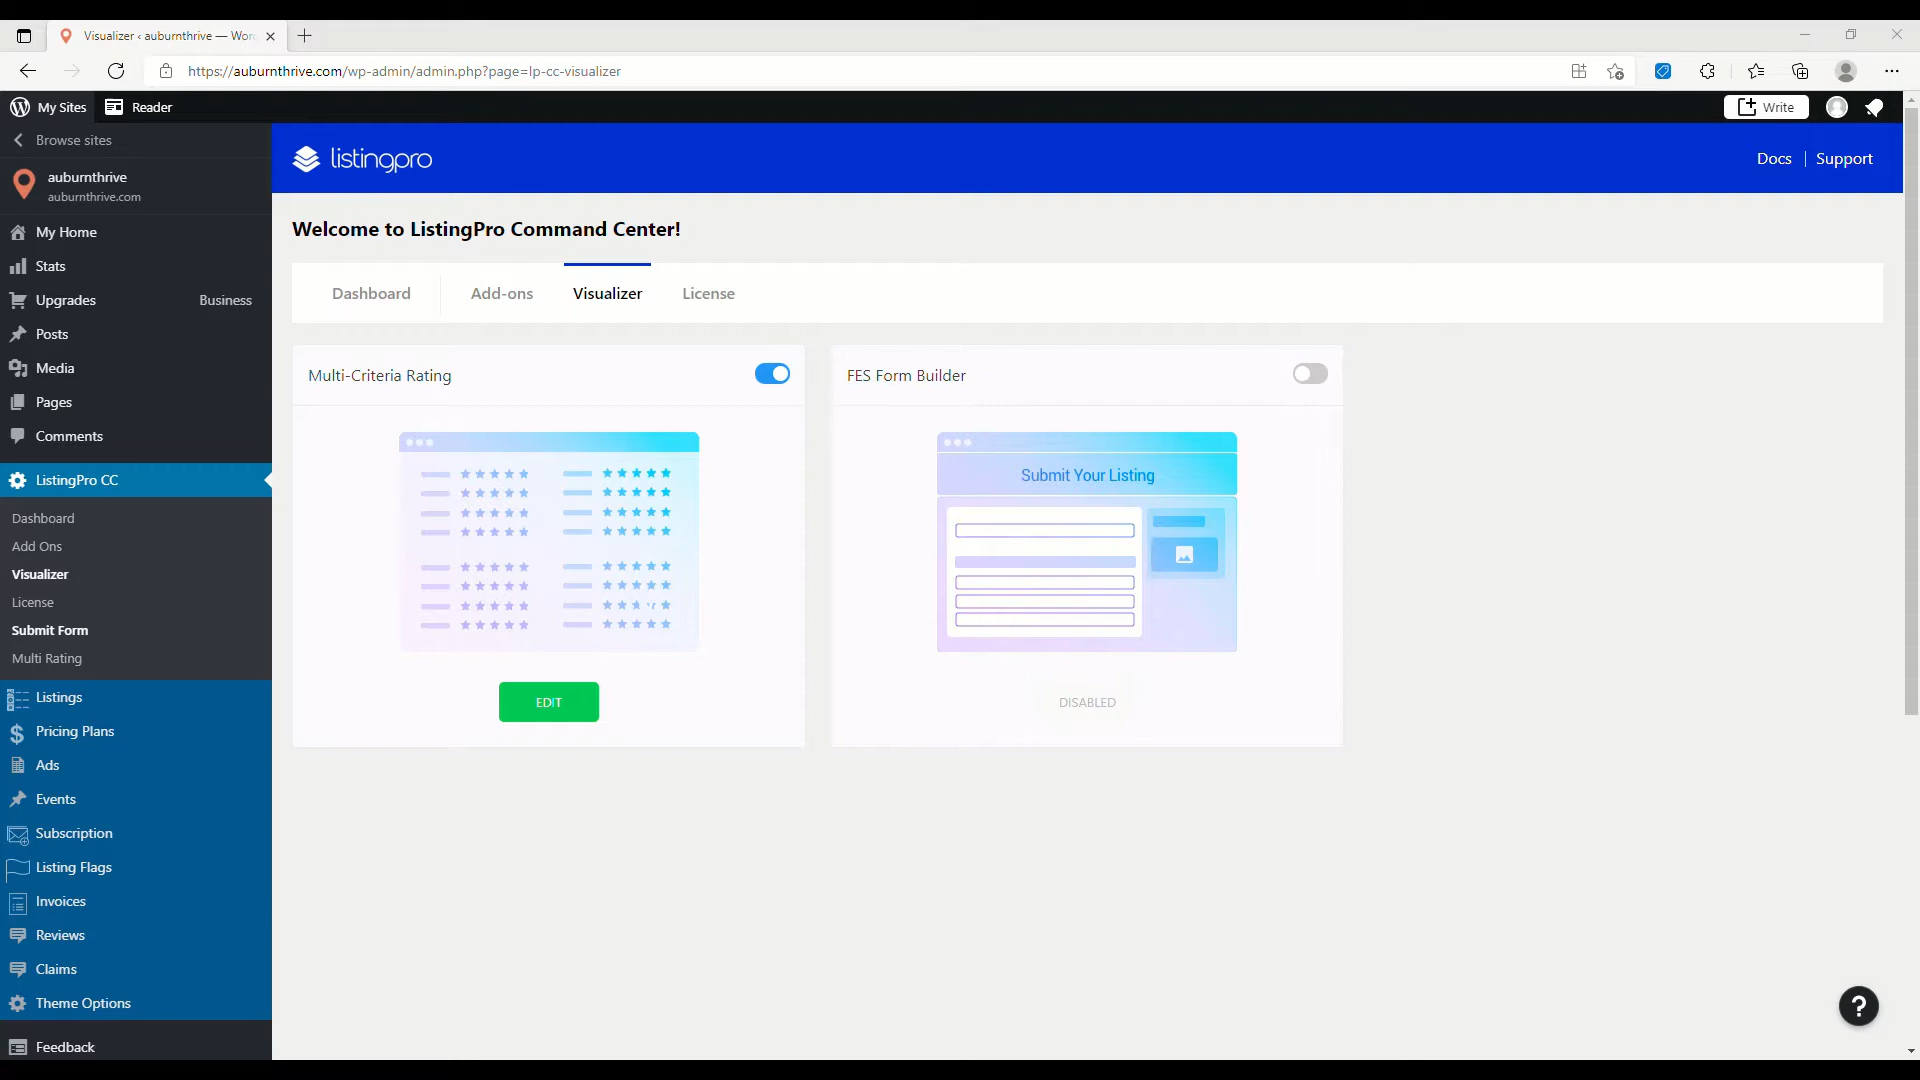 Visualizer ‹ auburnthrive — Wor
https://auburnthrive.com/wp-admin/admin.php?page=lp-cc-visualizer
My Sites
Reader
Write
Browse sites
auburnthrive
auburnthrive.com
My Home
Stats
Upgrades
Business
Posts
Media
Pages
Comments
ListingPro CC
Dashboard
Add Ons
Visualizer
License
Submit Form
Multi Rating
Listings
Pricing Plans
Ads
Events
Subscription
Listing Flags
Invoices
Reviews
Claims
Theme Options
Feedback
listingpro
Docs
Support
Welcome to ListingPro Command Center!
Dashboard
Add-ons
Visualizer
License
Multi-Criteria Rating
EDIT
FES Form Builder
Submit Your Listing
DISABLED
?